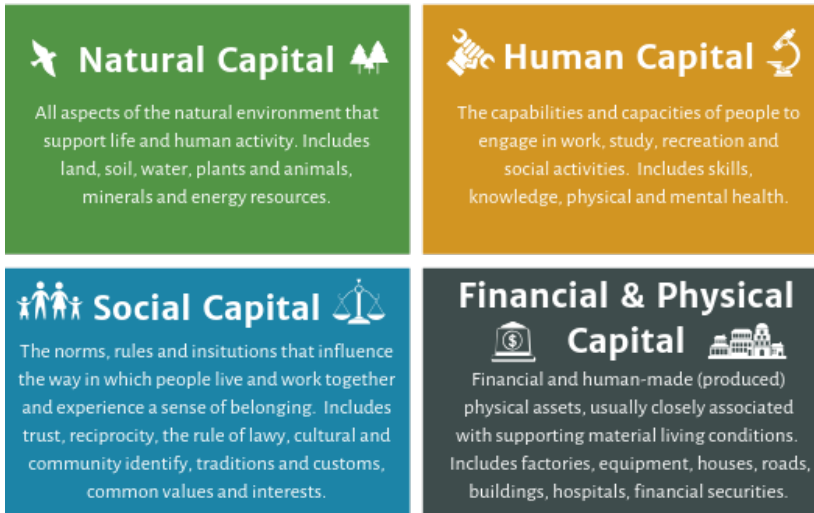 Natural Capital
All aspects of the natural environment that
support life and human activity. Includes
land, soil, water, plants and animals,
minerals and energy resources.
Human Capital
The capabilities and capacities of people to
engage in work, study, recreation and
social activities. Includes skills,
knowledge, physical and mental health.
Social Capital
The norms, rules and insitutions that influence
the way in which people live and work together
and experience a sense of belonging. Includes
trust, reciprocity, the rule of lawy, cultural and
community identify, traditions and customs,
common values and interests.
Financial & Physical
$ Capital
Financial and human-made (produced)
physical assets, usually closely associated
with supporting material living conditions.
Includes factories, equipment, houses, roads,
buildings, hospitals, financial securities.